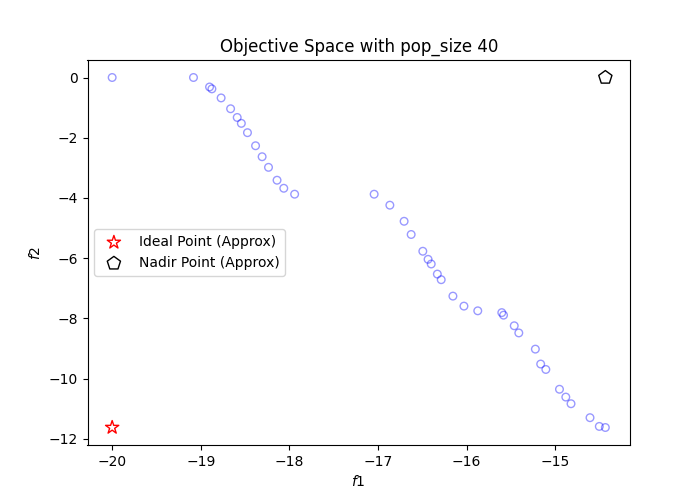 Objective Space with pop_size 40
0
−2
−4
−6
−8
−10
−12
f2
Ideal Point (Approx)
Nadir Point (Approx)
−20
−19
−18
−17
−16
−15
f1